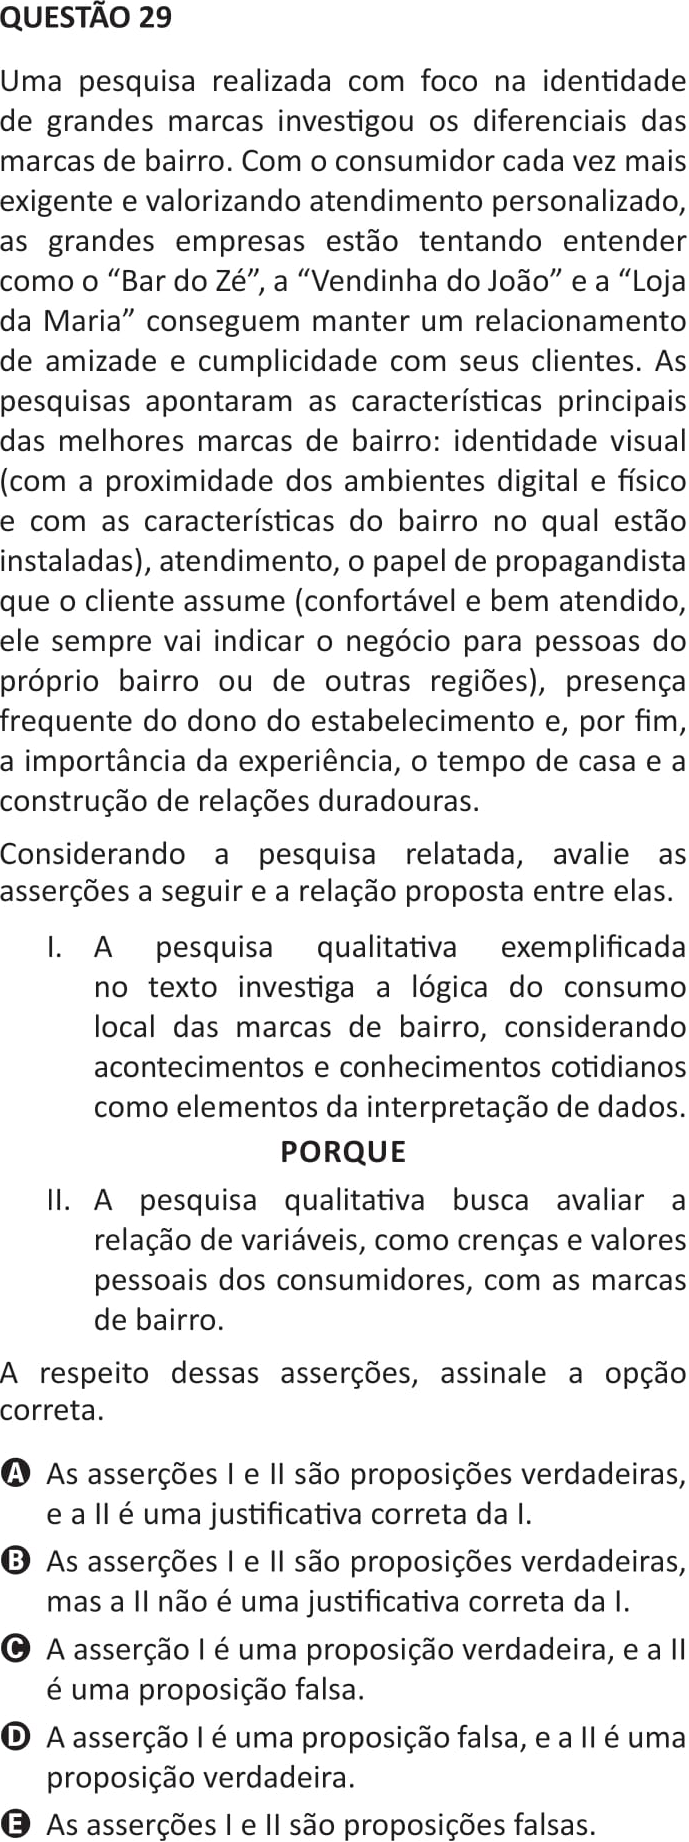 QUESTÃO 29
Uma pesquisa realizada com foco na identidade
de grandes marcas investigou os diferenciais das
marcas de bairro. Com o consumidor cada vez mais
exigente e valorizando atendimento personalizado,
as grandes empresas estão tentando entender
como o “Bar do Zé”, a “Vendinha do João” e a “Loja
da Maria” conseguem manter um relacionamento
de amizade e cumplicidade com seus clientes. As
pesquisas apontaram as características principais
das melhores marcas de bairro: identidade visual
(com a proximidade dos ambientes digital e físico
e com as características do bairro no qual estão
instaladas), atendimento, o papel de propagandista
que o cliente assume (confortável e bem atendido,
ele sempre vai indicar o negócio para pessoas do
próprio bairro ou de outras regiões), presença
frequente do dono do estabelecimento e, por fim,
a importância da experiência, o tempo de casa e a
construção de relações duradouras.
Considerando a pesquisa relatada, avalie as
asserções a seguir e a relação proposta entre elas.
I. A pesquisa qualitativa exemplificada
no texto investiga a lógica do consumo
local das marcas de bairro, considerando
acontecimentos e conhecimentos cotidianos
como elementos da interpretação de dados.
PORQUE
II. A pesquisa qualitativa busca avaliar a
relação de variáveis, como crenças e valores
pessoais dos consumidores, com as marcas
de bairro.
A respeito dessas asserções, assinale a opção
correta.
A As asserções I e II são proposições verdadeiras,
e a II é uma justificativa correta da I.
B As asserções I e II são proposições verdadeiras,
mas a II não é uma justificativa correta da I.
C A asserção I é uma proposição verdadeira, e a II
é uma proposição falsa.
D A asserção I é uma proposição falsa, e a II é uma
proposição verdadeira.
E As asserções I e II são proposições falsas.